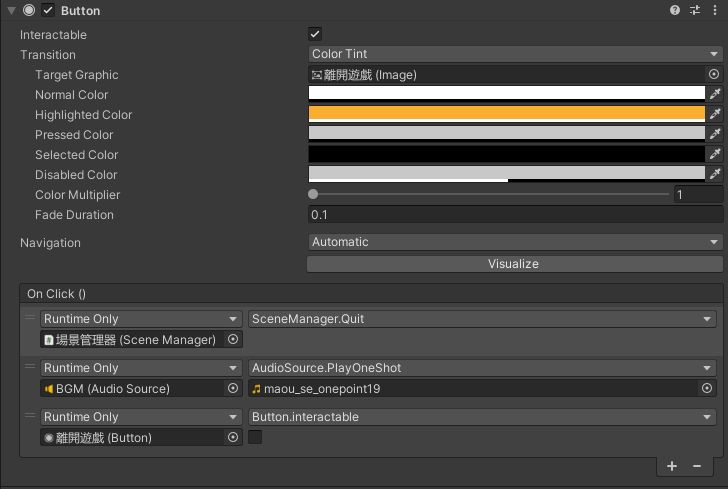 Button
Interactable
Transition Color Tint
Target Graphic 離開遊戲 (Image)
Normal Color
Highlighted Color
Pressed Color
Selected Color
Disabled Color
Color Multiplier 1
Fade Duration 0.1
Navigation Automatic
Visualize
On Click ()
Runtime Only SceneManager.Quit
場景管理器 (Scene Manager)
Runtime Only AudioSource.PlayOneShot
BGM (Audio Source) maou_se_onepoint19
Runtime Only Button.interactable
離開遊戲 (Button)